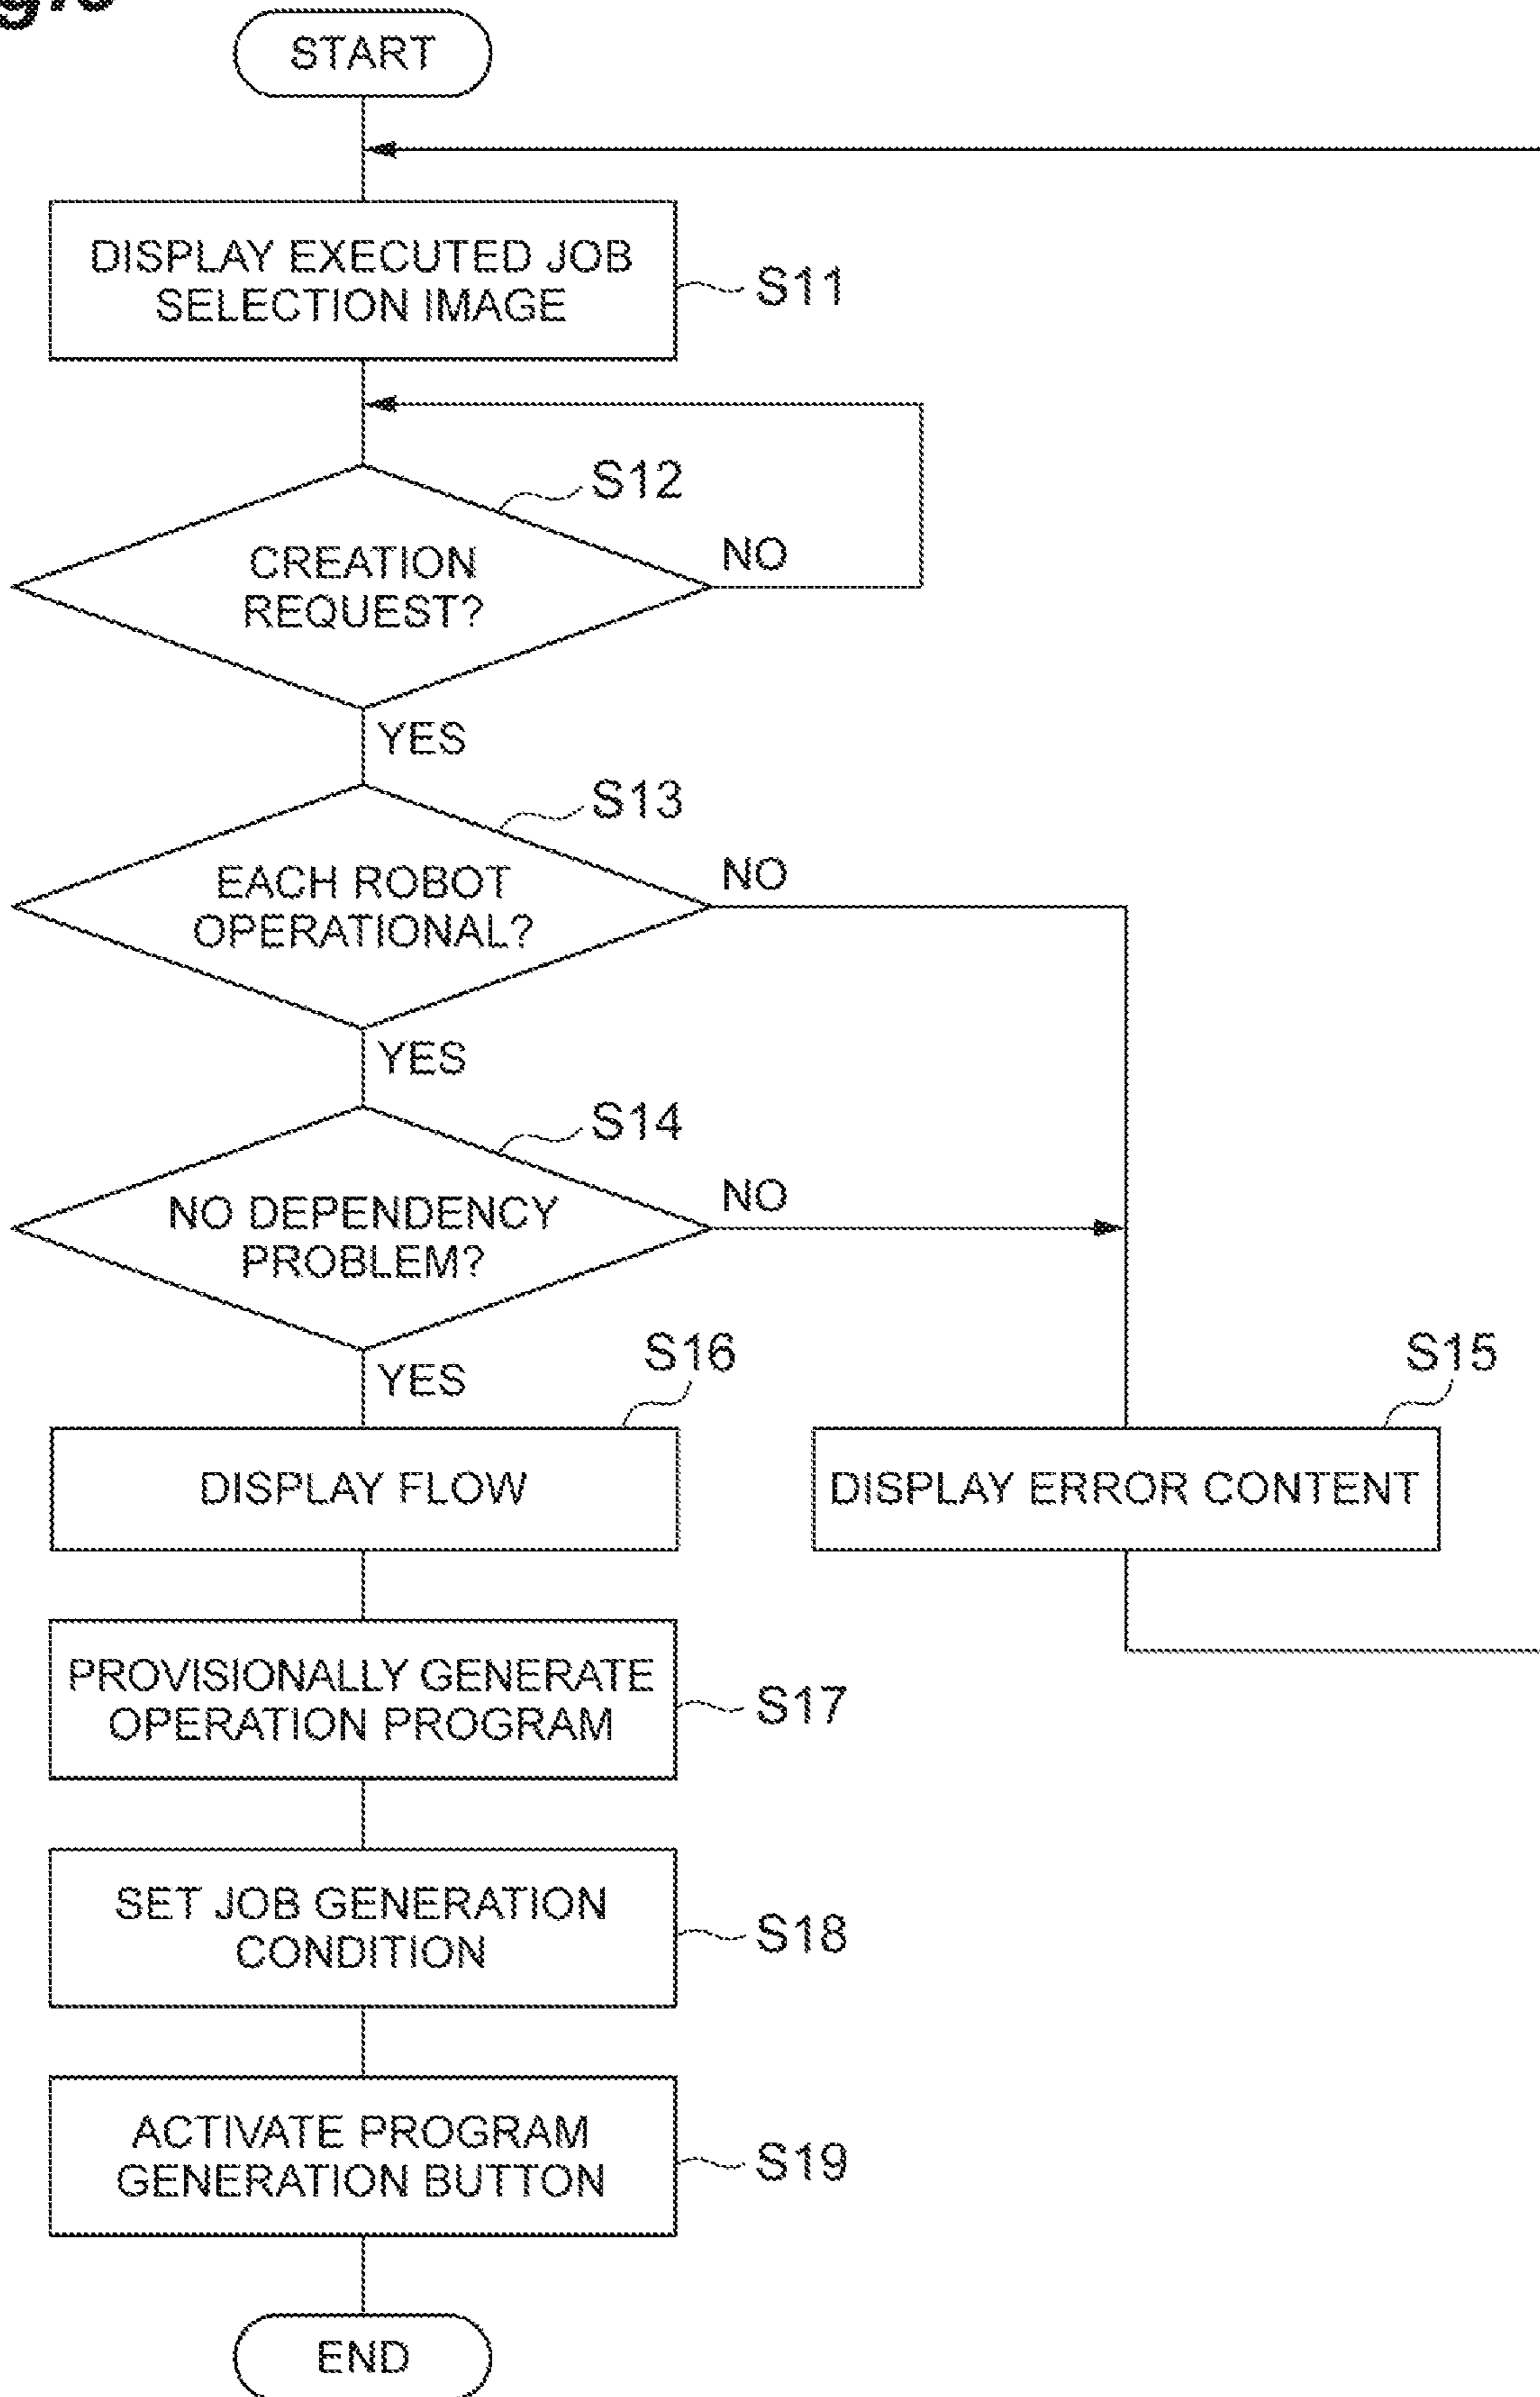 START
DISPLAY EXECUTED JOB
SELECTION IMAGE
S11
S12
CREATION
REQUEST?
NO
YES
S13
EACH ROBOT
OPERATIONAL?
NO
YES
S14
NO DEPENDENCY
PROBLEM?
NO
YES
S16
S15
DISPLAY FLOW
DISPLAY ERROR CONTENT
PROVISIONALLY GENERATE
OPERATION PROGRAM
S17
SET JOB GENERATION
CONDITION
S18
ACTIVATE PROGRAM
GENERATION BUTTON
S19
END